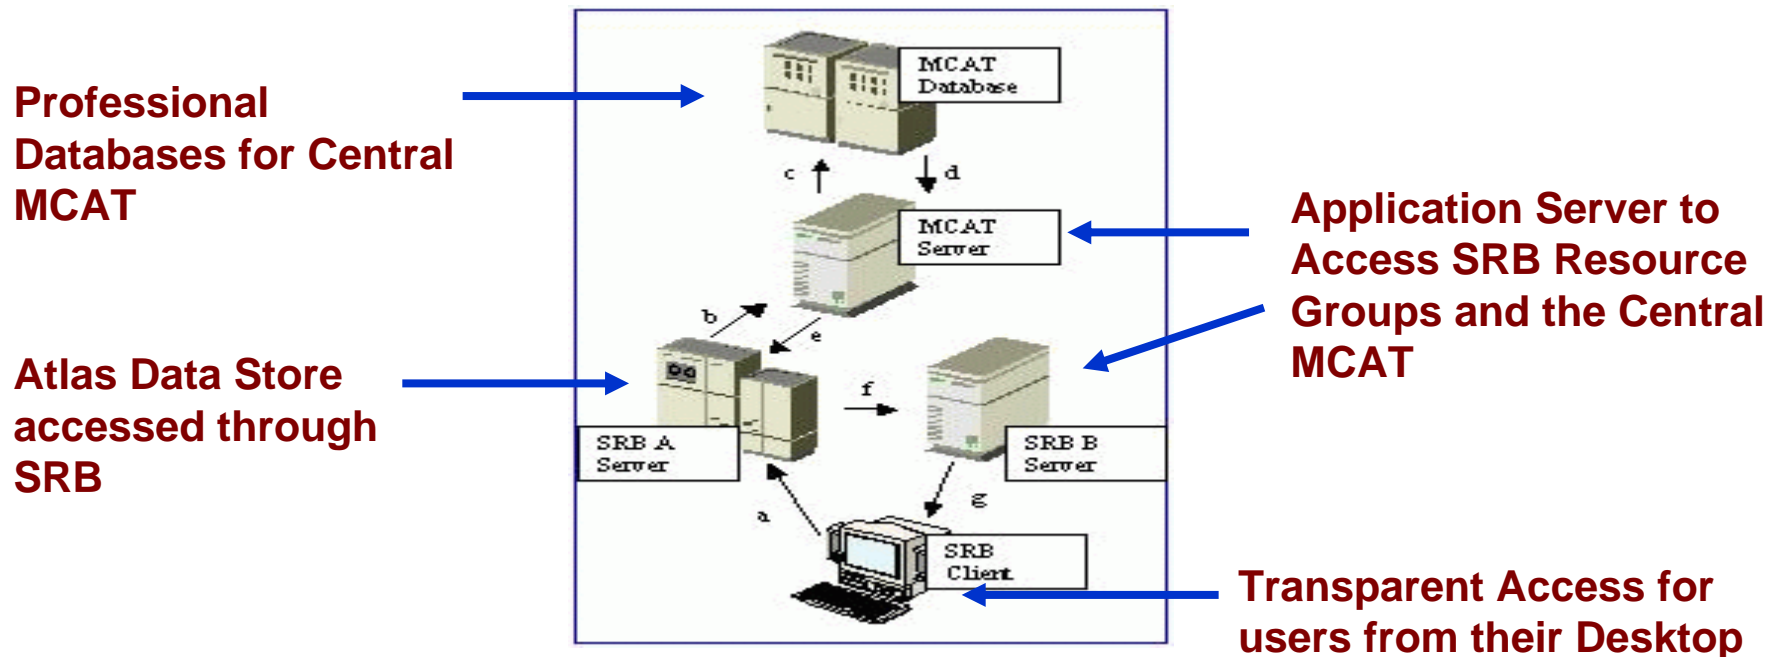 MCAT
Database
Professional
Databases for Central
MCAT
c
d
MCAT
Server
Application Server to
Access SRB Resource
Groups and the Central
MCAT
b
e
Atlas Data Store
accessed through
SRB
f
SRB A
Server
SRB B
Server
a
g
SRB
Client
Transparent Access for
users from their Desktop